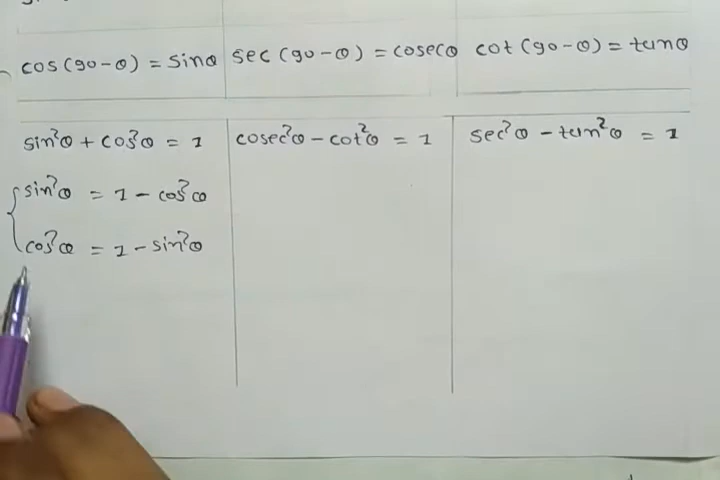 cos(90-θ) = sinθ sec(90-θ) = cosecθ cot(90-θ) = tanθ
sin²θ + cos²θ = 1 cosec²θ - cot²θ = 1 sec²θ - tan²θ = 1
sin²θ = 1 - cos²θ
cos²θ = 1 - sin²θ